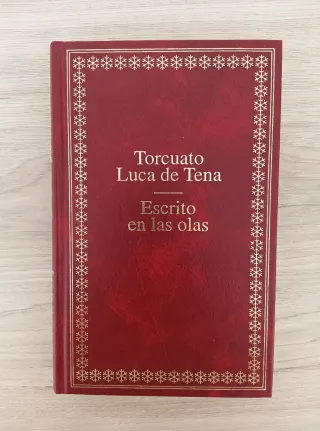 Torcuato
Luca de Tena
Escrito
en las olas